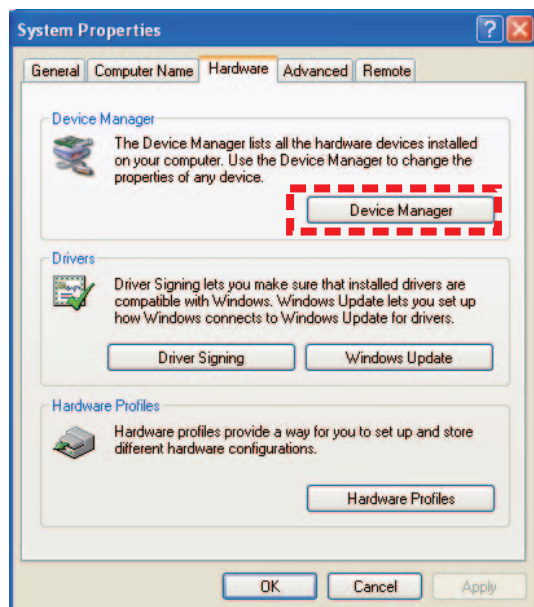 System Properties
General Computer Name Hardware Advanced Remote
Device Manager
The Device Manager lists all the hardware devices installed
on your computer. Use the Device Manager to change the
properties of any device.
Device Manager
Drivers
Driver Signing lets you make sure that installed drivers are
compatible with Windows. Windows Update lets you set up
how Windows connects to Windows Update for drivers.
Driver Signing Windows Update
Hardware Profiles
Hardware profiles provide a way for you to set up and store
different hardware configurations.
Hardware Profiles
OK Cancel Apply